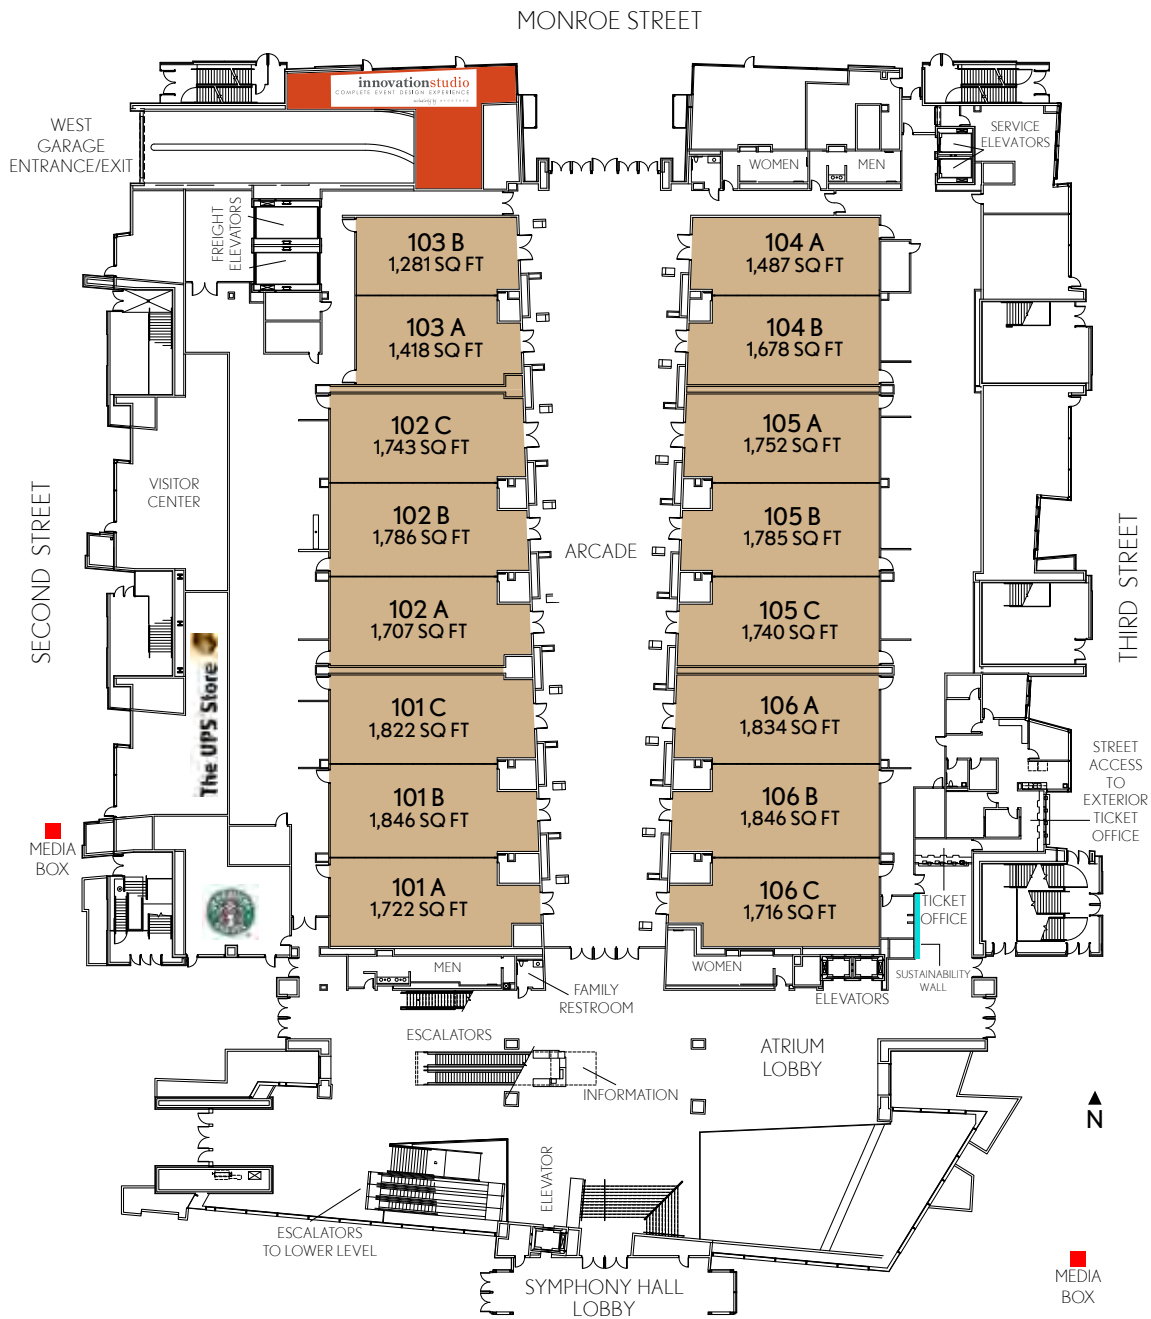 MONROE STREET
innovationstudio
COMPLETE EVENT DESIGN EXPERIENCE
WEST
GARAGE
ENTRANCE/EXIT
SERVICE
ELEVATORS
WOMEN
MEN
FREIGHT
ELEVATORS
103 B
1,281 SQ FT
104 A
1,487 SQ FT
103 A
1,418 SQ FT
104 B
1,678 SQ FT
102 C
1,743 SQ FT
105 A
1,752 SQ FT
VISITOR
CENTER
102 B
1,786 SQ FT
105 B
1,785 SQ FT
ARCADE
SECOND STREET
THIRD STREET
102 A
1,707 SQ FT
105 C
1,740 SQ FT
The UPS Store
101 C
1,822 SQ FT
106 A
1,834 SQ FT
STREET
ACCESS
TO
EXTERIOR
TICKET
OFFICE
101 B
1,846 SQ FT
106 B
1,846 SQ FT
MEDIA
BOX
101 A
1,722 SQ FT
106 C
1,716 SQ FT
TICKET
OFFICE
MEN
WOMEN
SUSTAINABILITY
WALL
FAMILY
RESTROOM
ELEVATORS
ESCALATORS
ATRIUM
LOBBY
INFORMATION
N
ELEVATOR
ESCALATORS
TO LOWER LEVEL
SYMPHONY HALL
LOBBY
MEDIA
BOX